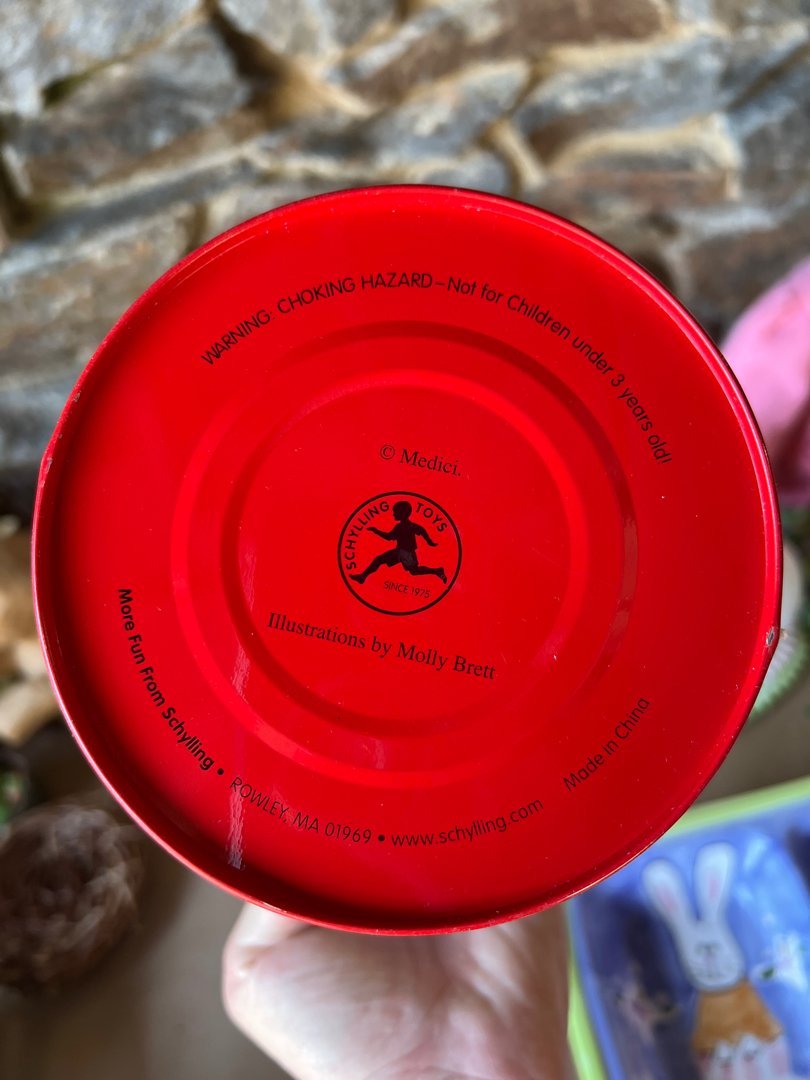 WARNING: CHOKING HAZARD – Not for Children under 3 years old!
© Medici.
SCHYLLING TOYS
SINCE 1975
Illustrations by Molly Brett
More Fun From Schylling • ROWLEY, MA 01969 • www.schylling.com
Made in China